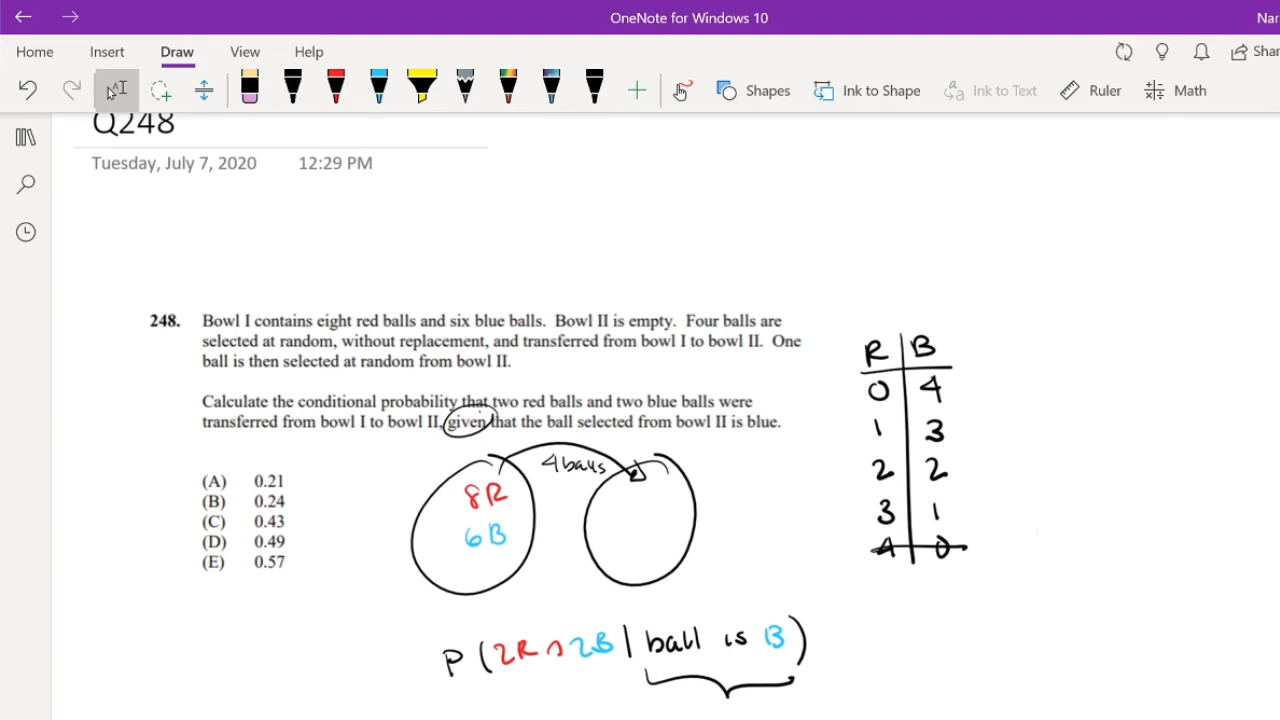 OneNote for Windows 10
Nar
Home Insert Draw View Help
Shar
Shapes Ink to Shape Ink to Text Ruler Math
Q248
Tuesday, July 7, 2020 12:29 PM
248. Bowl I contains eight red balls and six blue balls. Bowl II is empty. Four balls are
selected at random, without replacement, and transferred from bowl I to bowl II. One
ball is then selected at random from bowl II.
Calculate the conditional probability that two red balls and two blue balls were
transferred from bowl I to bowl II, given that the ball selected from bowl II is blue.
(A) 0.21
(B) 0.24
(C) 0.43
(D) 0.49
(E) 0.57
4 balls
8R
6B
R B
0 4
1 3
2 2
3 1
4 0
P (2R ∩ 2B | ball is B)